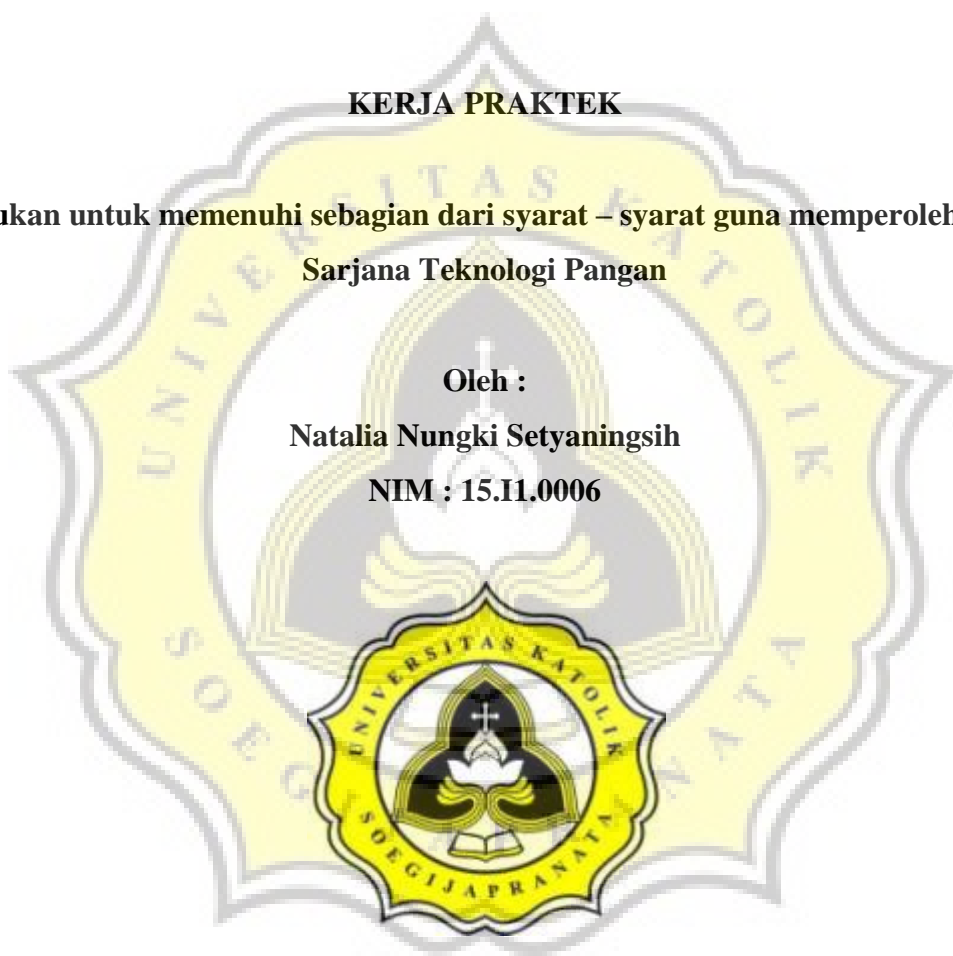 KERJA PRAKTEK
ukan untuk memenuhi sebagian dari syarat – syarat guna memperoleh
Sarjana Teknologi Pangan
Oleh :
Natalia Nungki Setyaningsih
NIM : 15.I1.0006
UNIVERSITAS KATOLIK
SOEGIJAPRANATA